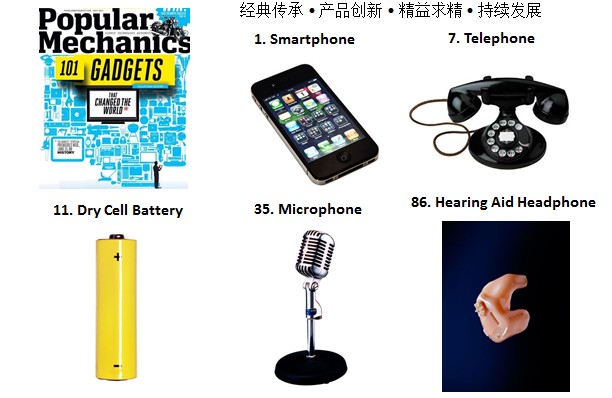 经典传承 • 产品创新 • 精益求精 • 持续发展
Popular
Mechanics
101 GADGETS
THAT
CHANGED THE
WORLD
HISTORY
1. Smartphone
7. Telephone
11. Dry Cell Battery
35. Microphone
86. Hearing Aid Headphone
+
-